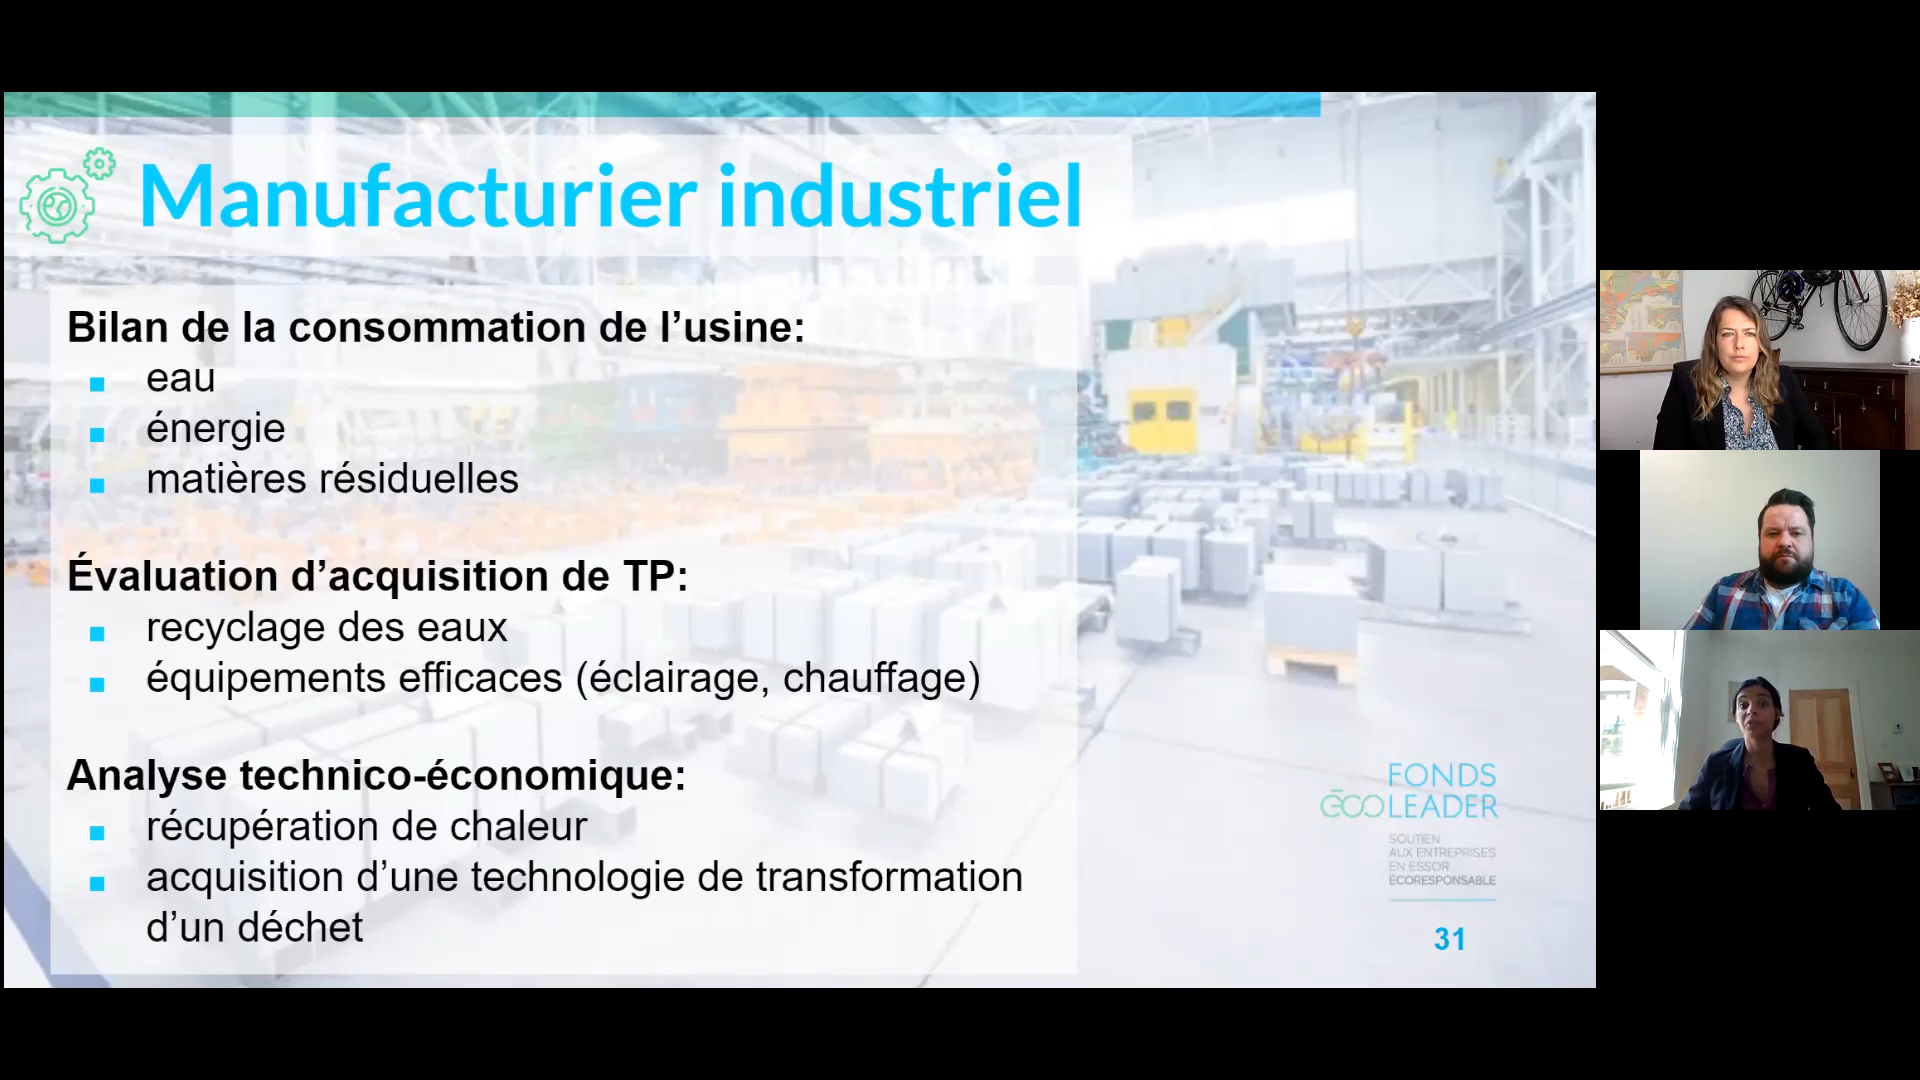 Manufacturier industriel
Bilan de la consommation de l’usine:
eau
énergie
matières résiduelles
Évaluation d’acquisition de TP:
recyclage des eaux
équipements efficaces (éclairage, chauffage)
Analyse technico-économique:
récupération de chaleur
acquisition d’une technologie de transformation
d’un déchet
FONDS
ēcoLEADER
SOUTIEN
AUX ENTREPRISES
EN ESSOR
ÉCORESPONSABLE
31